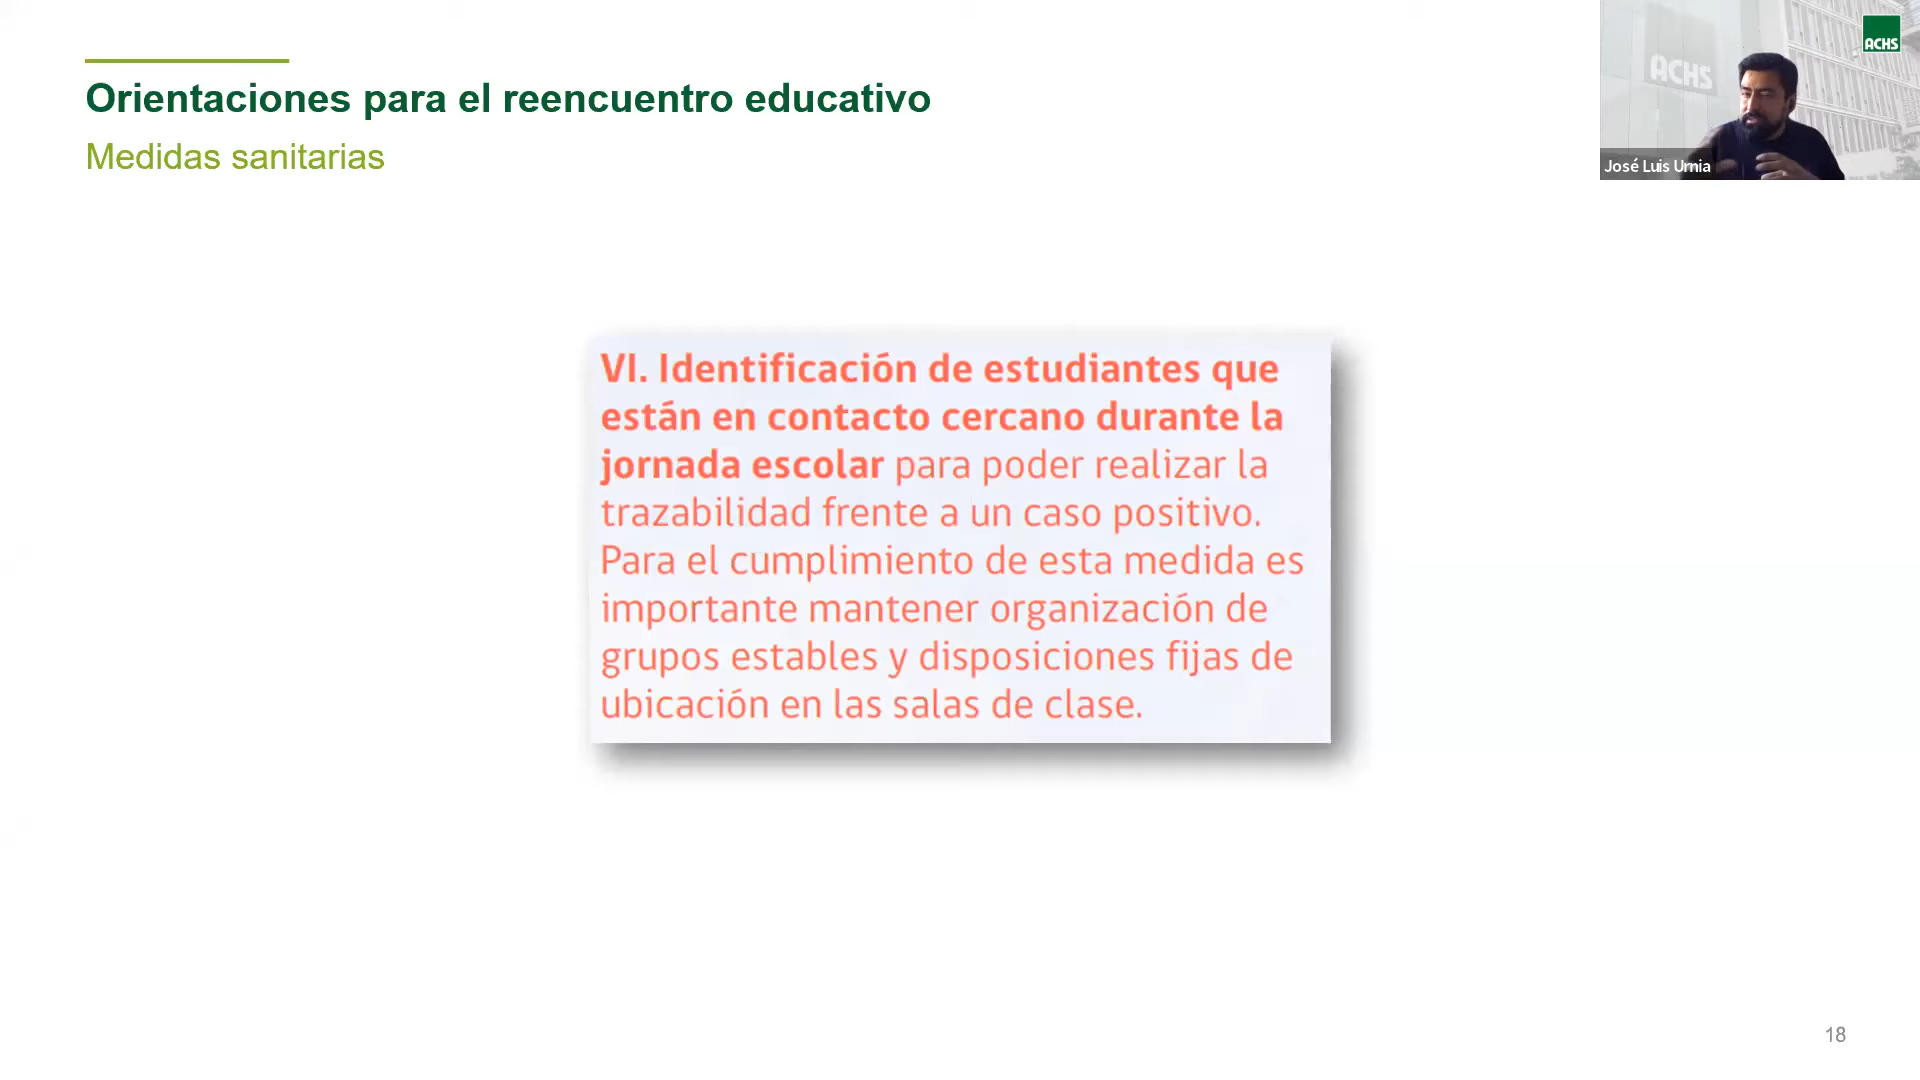 Orientaciones para el reencuentro educativo
Medidas sanitarias
ACHS
ACHS
José Luis Urnia
VI. Identificación de estudiantes que
están en contacto cercano durante la
jornada escolar para poder realizar la
trazabilidad frente a un caso positivo.
Para el cumplimiento de esta medida es
importante mantener organización de
grupos estables y disposiciones fijas de
ubicación en las salas de clase.
18